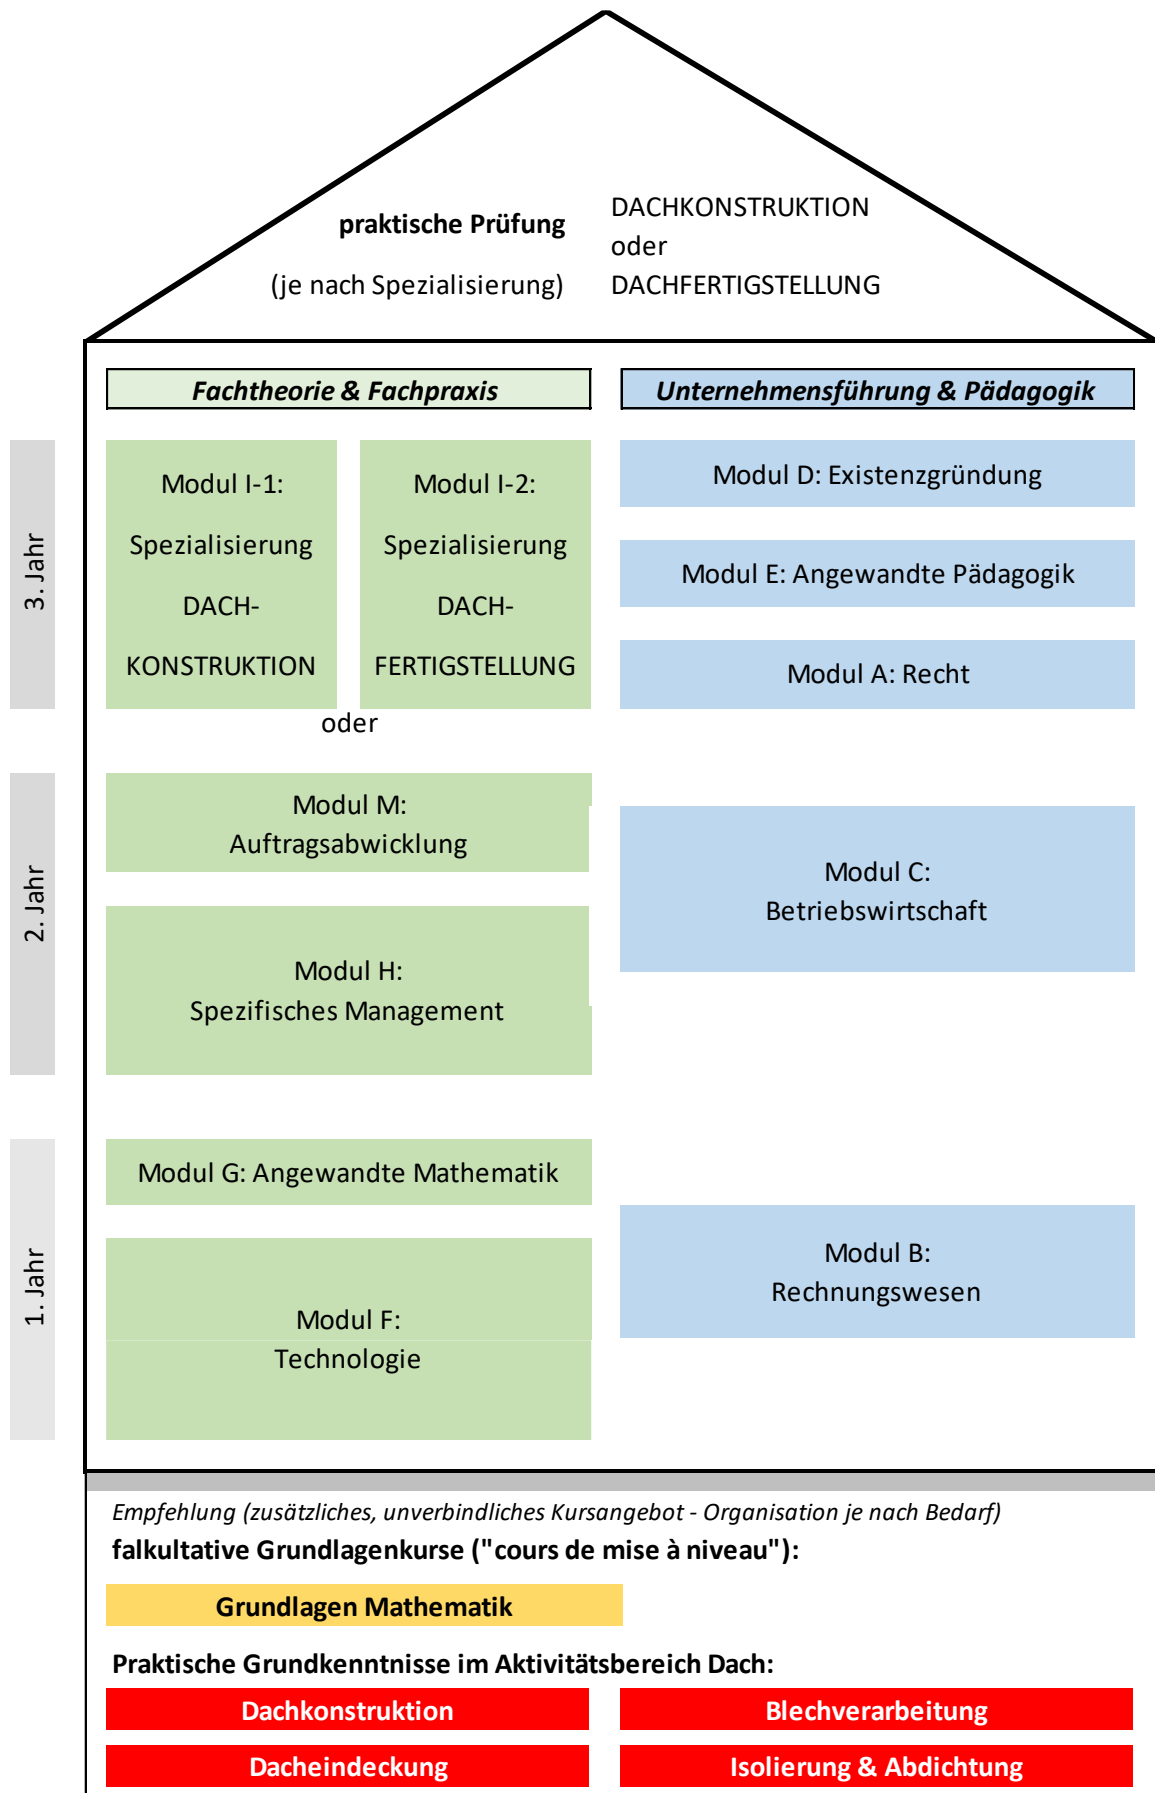 praktische Prüfung
(je nach Spezialisierung)
DACHKONSTRUKTION
oder
DACHFERTIGSTELLUNG
Fachtheorie & Fachpraxis
Unternehmensführung & Pädagogik
3. Jahr
Modul I-1:
Spezialisierung
DACH-
KONSTRUKTION
Modul I-2:
Spezialisierung
DACH-
FERTIGSTELLUNG
oder
Modul D: Existenzgründung
Modul E: Angewandte Pädagogik
Modul A: Recht
2. Jahr
Modul M:
Auftragsabwicklung
Modul H:
Spezifisches Management
Modul C:
Betriebswirtschaft
1. Jahr
Modul G: Angewandte Mathematik
Modul F:
Technologie
Modul B:
Rechnungswesen
Empfehlung (zusätzliches, unverbindliches Kursangebot - Organisation je nach Bedarf)
falkultative Grundlagenkurse ("cours de mise à niveau"):
Grundlagen Mathematik
Praktische Grundkenntnisse im Aktivitätsbereich Dach:
Dachkonstruktion
Blechverarbeitung
Dacheindeckung
Isolierung & Abdichtung